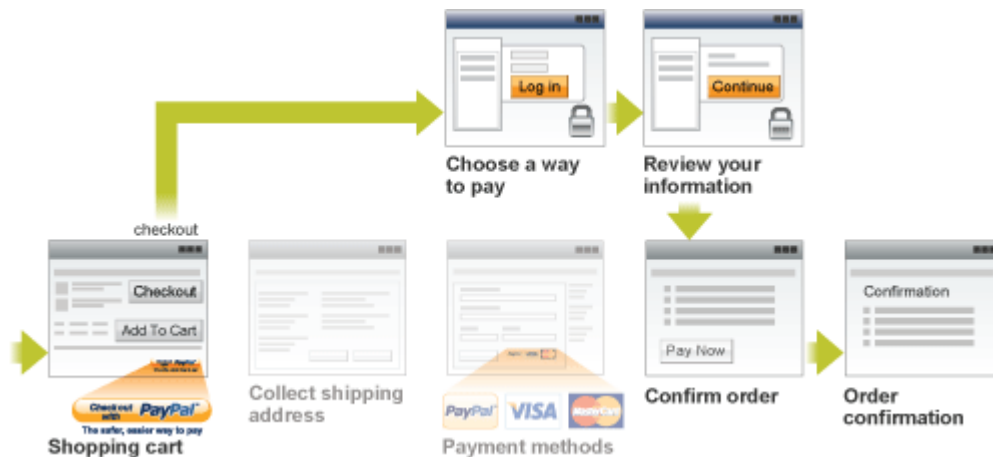 Log in
Continue
Choose a way
to pay
Review your
information
checkout
Checkout
Add To Cart
Confirmation
Pay Now
Checkout
with PayPal
The safer, easier way to pay
Shopping cart
Collect shipping
address
PayPal VISA MasterCard
Payment methods
Confirm order
Order
confirmation